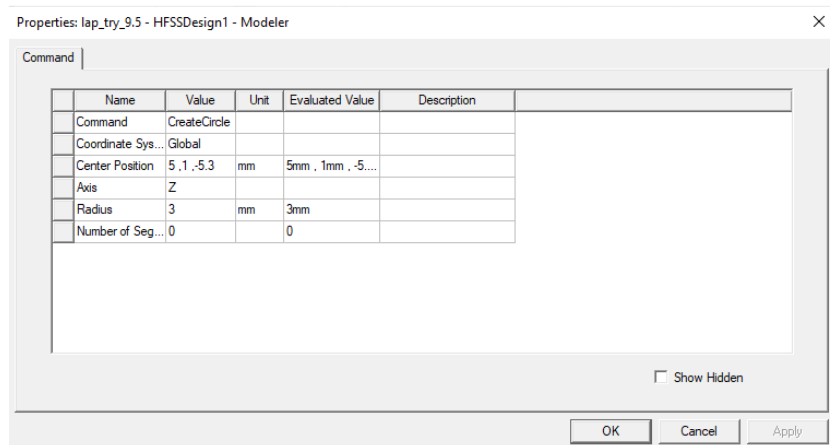 Properties: lap_try_9.5 - HFSSDesign1 - Modeler
Command
Name Value Unit Evaluated Value Description
Command CreateCircle
Coordinate Sys... Global
Center Position 5 ,1 ,-5.3 mm 5mm , 1mm , -5....
Axis Z
Radius 3 mm 3mm
Number of Seg... 0 0
Show Hidden
OK Cancel Apply